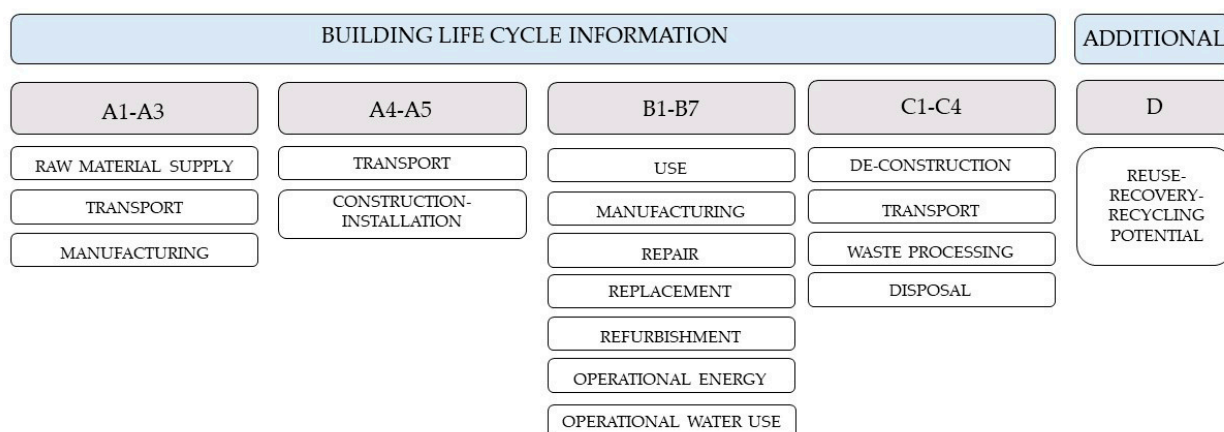 BUILDING LIFE CYCLE INFORMATION
ADDITIONAL
A1-A3
A4-A5
B1-B7
C1-C4
D
RAW MATERIAL SUPPLY
TRANSPORT
MANUFACTURING
TRANSPORT
CONSTRUCTION-
INSTALLATION
USE
MANUFACTURING
REPAIR
REPLACEMENT
REFURBISHMENT
OPERATIONAL ENERGY
OPERATIONAL WATER USE
DE-CONSTRUCTION
TRANSPORT
WASTE PROCESSING
DISPOSAL
REUSE-
RECOVERY-
RECYCLING
POTENTIAL